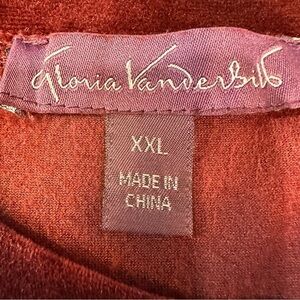 Gloria Vanderbilt
XXL
MADE IN
CHINA